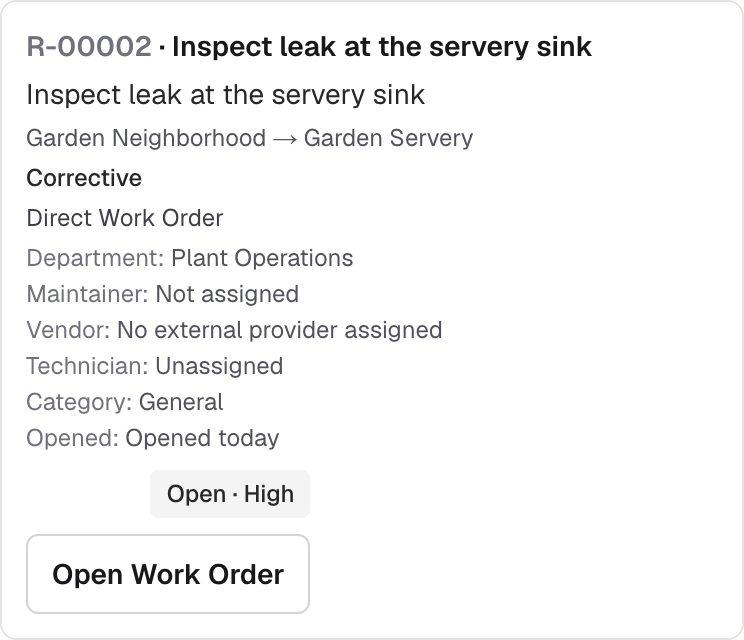 R-00002 · Inspect leak at the servery sink
Inspect leak at the servery sink
Garden Neighborhood → Garden Servery
Corrective
Direct Work Order
Department: Plant Operations
Maintainer: Not assigned
Vendor: No external provider assigned
Technician: Unassigned
Category: General
Opened: Opened today
Open · High
Open Work Order